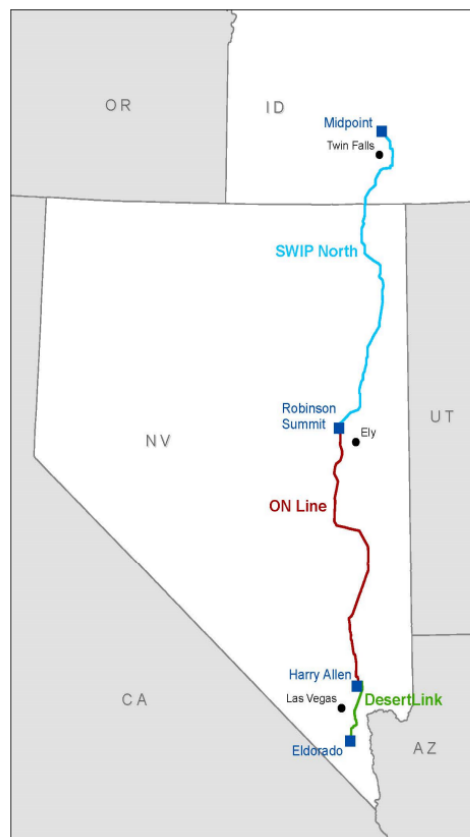 OR
ID
Midpoint
Twin Falls
SWIP North
Robinson
Summit
UT
Ely
NV
ON Line
Harry Allen
Las Vegas
DesertLink
CA
Eldorado
AZ